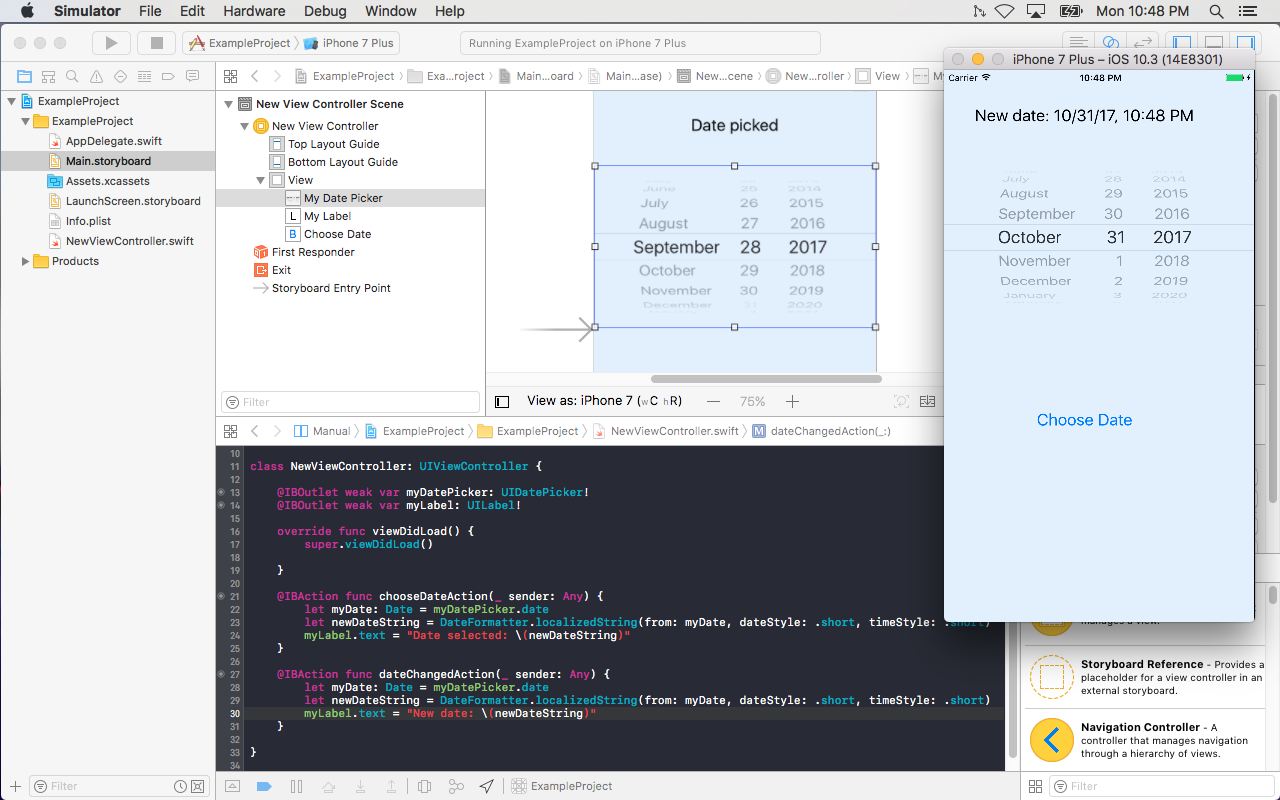 Simulator File Edit Hardware Debug Window Help Mon 10:48 PM
ExampleProject iPhone 7 Plus Running ExampleProject on iPhone 7 Plus
iPhone 7 Plus – iOS 10.3 (14E8301)
ExampleProject Exa...roject Main....oard Main....ase) New...cene New...roller View
ExampleProject
ExampleProject
AppDelegate.swift
Main.storyboard
Assets.xcassets
LaunchScreen.storyboard
Info.plist
NewViewController.swift
Products
Filter
New View Controller Scene
New View Controller
Top Layout Guide
Bottom Layout Guide
View
My Date Picker
L My Label
B Choose Date
First Responder
Exit
Storyboard Entry Point
Filter
Date picked
June 25 2014
July 26 2015
August 27 2016
September 28 2017
October 29 2018
November 30 2019
December 31 2020
View as: iPhone 7 (wC hR) — 75% +
Manual ExampleProject ExampleProject NewViewController.swift M dateChangedAction(_:)
10
11 class NewViewController: UIViewController {
12
13 @IBOutlet weak var myDatePicker: UIDatePicker!
14 @IBOutlet weak var myLabel: UILabel!
15
16 override func viewDidLoad() {
17 super.viewDidLoad()
18
19 }
20
21 @IBAction func chooseDateAction(_ sender: Any) {
22 let myDate: Date = myDatePicker.date
23 let newDateString = DateFormatter.localizedString(from: myDate, dateStyle: .short, timeStyle: .short)
24 myLabel.text = "Date selected: \(newDateString)"
25 }
26
27 @IBAction func dateChangedAction(_ sender: Any) {
28 let myDate: Date = myDatePicker.date
29 let newDateString = DateFormatter.localizedString(from: myDate, dateStyle: .short, timeStyle: .short)
30 myLabel.text = "New date: \(newDateString)"
31 }
32
33 }
34
ExampleProject
Carrier 10:48 PM
New date: 10/31/17, 10:48 PM
July 28 2014
August 29 2015
September 30 2016
October 31 2017
November 1 2018
December 2 2019
January 3 2020
Choose Date
manages a view.
Storyboard Reference - Provides a
placeholder for a view controller in an
external storyboard.
Navigation Controller - A
controller that manages navigation
through a hierarchy of views.
Filter